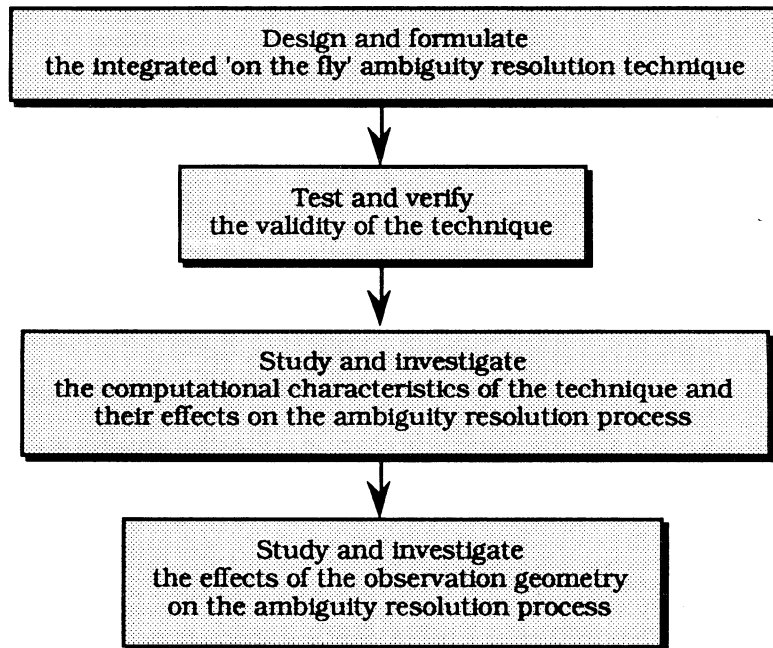 Design and formulate
the integrated 'on the fly' ambiguity resolution technique
Test and verify
the validity of the technique
Study and investigate
the computational characteristics of the technique and
their effects on the ambiguity resolution process
Study and investigate
the effects of the observation geometry
on the ambiguity resolution process